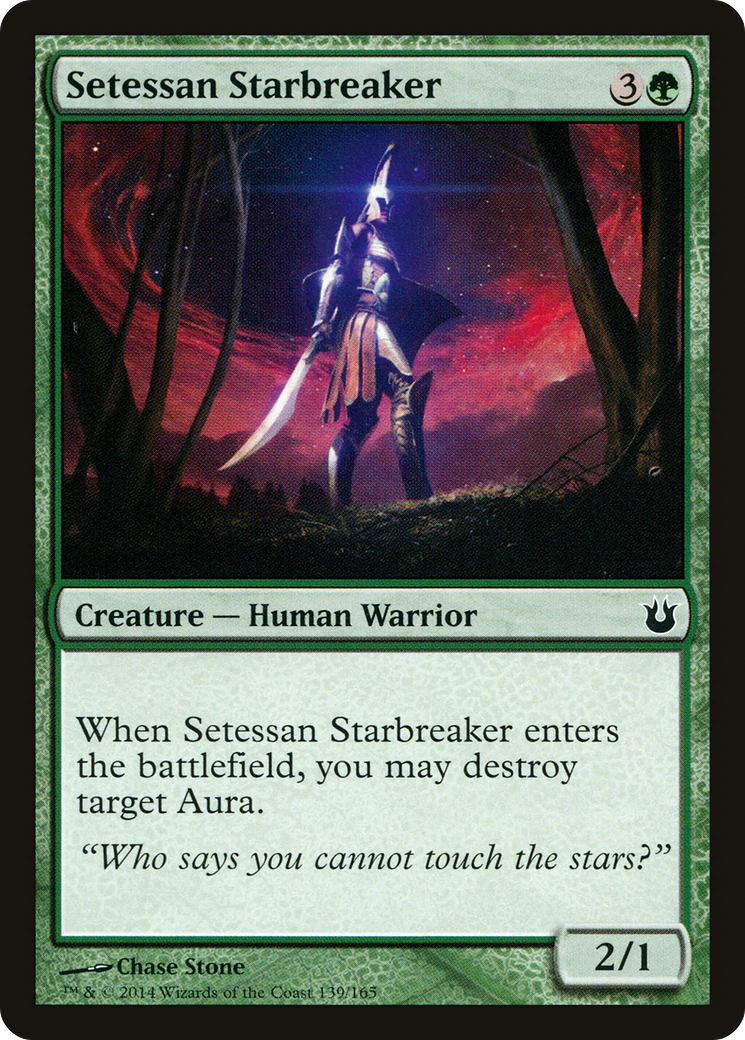 Setessan Starbreaker 3
Creature — Human Warrior
When Setessan Starbreaker enters
the battlefield, you may destroy
target Aura.
“Who says you cannot touch the stars?”
2/1
Chase Stone
™ & © 2014 Wizards of the Coast 139/165